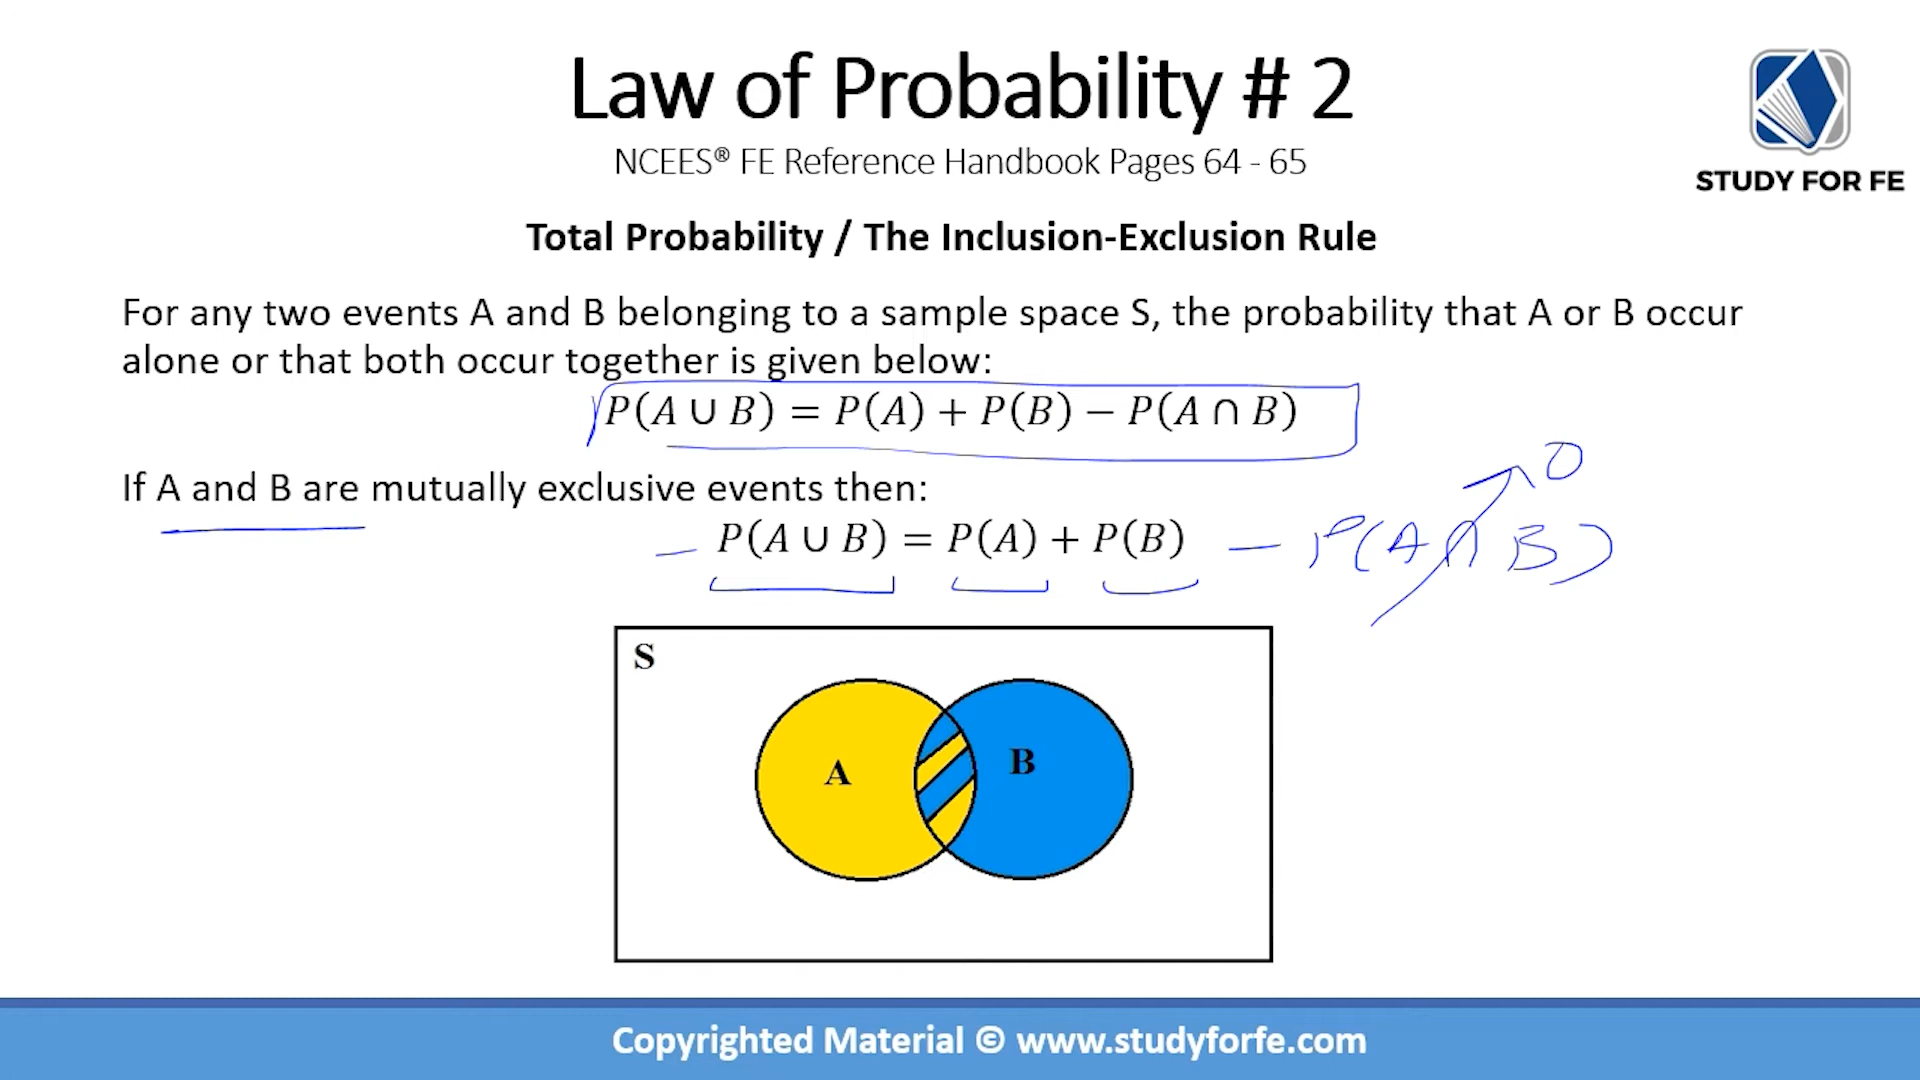 Law of Probability # 2
NCEES® FE Reference Handbook Pages 64 - 65
STUDY FOR FE
Total Probability / The Inclusion-Exclusion Rule
For any two events A and B belonging to a sample space S, the probability that A or B occur
alone or that both occur together is given below:
P(A ∪ B) = P(A) + P(B) − P(A ∩ B)
If A and B are mutually exclusive events then:
0
P(A ∪ B) = P(A) + P(B) − P(A ∩ B)
S
A
B
Copyrighted Material © www.studyforfe.com